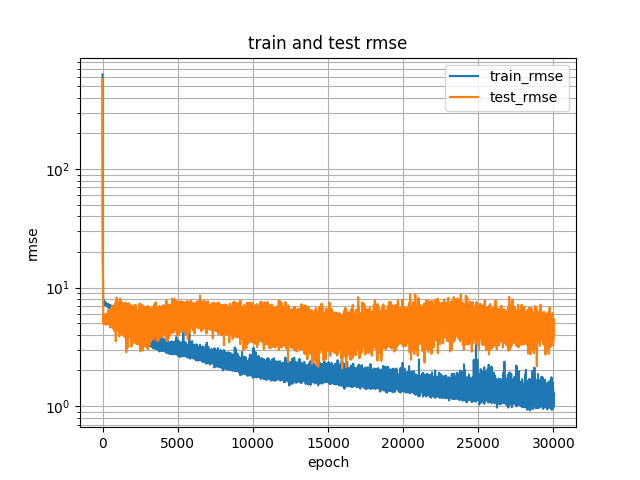 train and test rmse
train_rmse
test_rmse
10²
10¹
10⁰
rmse
0 5000 10000 15000 20000 25000 30000
epoch